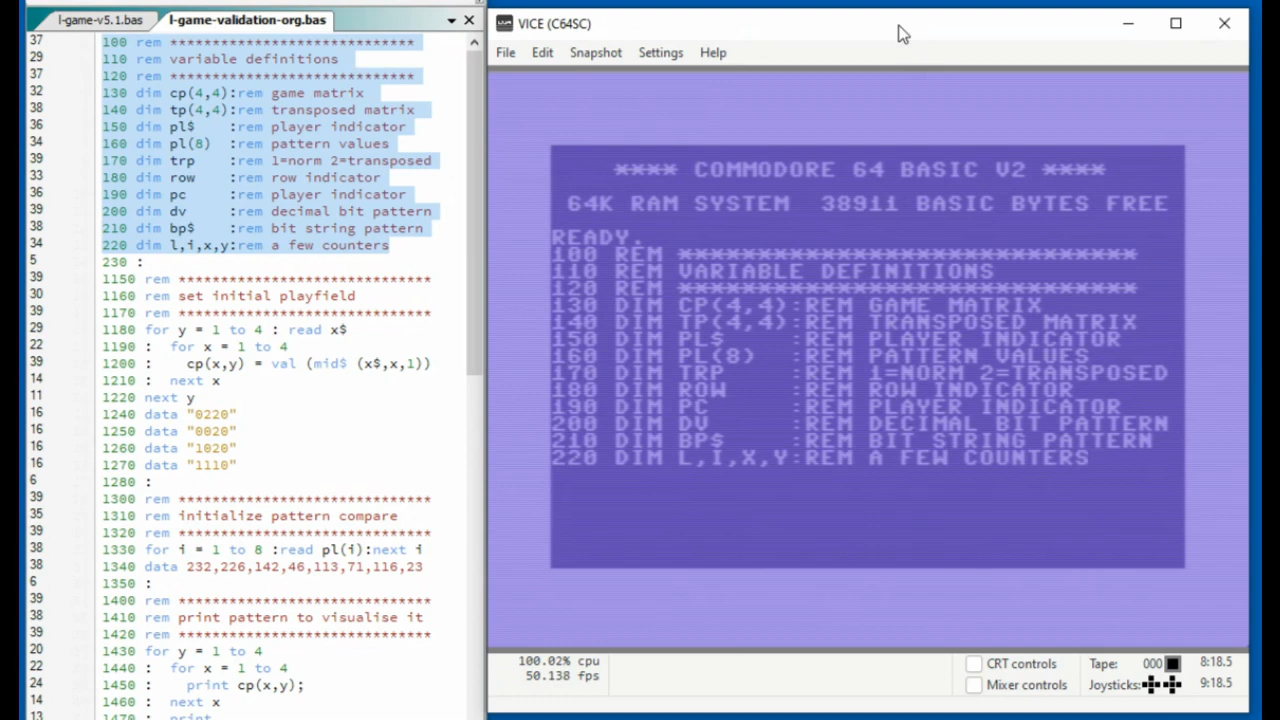 l-game-v5.1.bas l-game-validation-org.bas
37 100 rem *****************************
29 110 rem variable definitions
37 120 rem *****************************
32 130 dim cp(4,4):rem game matrix
38 140 dim tp(4,4):rem transposed matrix
36 150 dim pl$ :rem player indicator
34 160 dim pl(8) :rem pattern values
39 170 dim trp :rem 1=norm 2=transposed
33 180 dim row :rem row indicator
36 190 dim pc :rem player indicator
39 200 dim dv :rem decimal bit pattern
38 210 dim bp$ :rem bit string pattern
34 220 dim l,i,x,y:rem a few counters
5 230 :
39 1150 rem ******************************
30 1160 rem set initial playfield
39 1170 rem ******************************
29 1180 for y = 1 to 4 : read x$
22 1190 : for x = 1 to 4
39 1200 : cp(x,y) = val (mid$ (x$,x,1))
14 1210 : next x
11 1220 next y
16 1240 data "0220"
16 1250 data "0020"
16 1260 data "1020"
16 1270 data "1110"
6 1280 :
39 1300 rem ******************************
35 1310 rem initialize pattern compare
39 1320 rem ******************************
38 1330 for i = 1 to 8 :read pl(i):next i
38 1340 data 232,226,142,46,113,71,116,23
6 1350 :
39 1400 rem ******************************
39 1410 rem print pattern to visualise it
39 1420 rem ******************************
20 1430 for y = 1 to 4
22 1440 : for x = 1 to 4
24 1450 : print cp(x,y);
14 1460 : next x
13 1470 : print
VICE (C64SC)
File Edit Snapshot Settings Help
**** COMMODORE 64 BASIC V2 ****
64K RAM SYSTEM 38911 BASIC BYTES FREE
READY.
100 REM *****************************
110 REM VARIABLE DEFINITIONS
120 REM *****************************
130 DIM CP(4,4):REM GAME MATRIX
140 DIM TP(4,4):REM TRANSPOSED MATRIX
150 DIM PL$ :REM PLAYER INDICATOR
160 DIM PL(8) :REM PATTERN VALUES
170 DIM TRP :REM 1=NORM 2=TRANSPOSED
180 DIM ROW :REM ROW INDICATOR
190 DIM PC :REM PLAYER INDICATOR
200 DIM DV :REM DECIMAL BIT PATTERN
210 DIM BP$ :REM BIT STRING PATTERN
220 DIM L,I,X,Y:REM A FEW COUNTERS
100.02% cpu
50.138 fps
CRT controls
Mixer controls
Tape: 000
Joysticks:
8:18.5
9:18.5